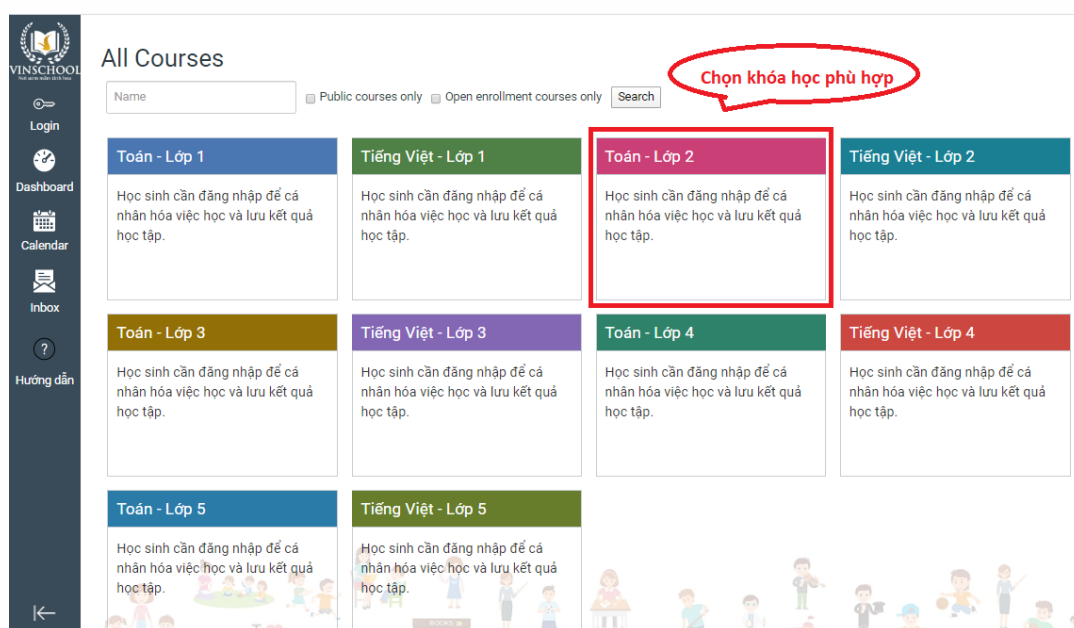 VINSCHOOL
Login
Dashboard
Calendar
Inbox
?
Hướng dẫn
All Courses
Chọn khóa học phù hợp
Name
Public courses only
Open enrollment courses only
Search
Toán - Lớp 1
Học sinh cần đăng nhập để cá
nhân hóa việc học và lưu kết quả
học tập.
Tiếng Việt - Lớp 1
Học sinh cần đăng nhập để cá
nhân hóa việc học và lưu kết quả
học tập.
Toán - Lớp 2
Học sinh cần đăng nhập để cá
nhân hóa việc học và lưu kết quả
học tập.
Tiếng Việt - Lớp 2
Học sinh cần đăng nhập để cá
nhân hóa việc học và lưu kết quả
học tập.
Toán - Lớp 3
Học sinh cần đăng nhập để cá
nhân hóa việc học và lưu kết quả
học tập.
Tiếng Việt - Lớp 3
Học sinh cần đăng nhập để cá
nhân hóa việc học và lưu kết quả
học tập.
Toán - Lớp 4
Học sinh cần đăng nhập để cá
nhân hóa việc học và lưu kết quả
học tập.
Tiếng Việt - Lớp 4
Học sinh cần đăng nhập để cá
nhân hóa việc học và lưu kết quả
học tập.
Toán - Lớp 5
Học sinh cần đăng nhập để cá
nhân hóa việc học và lưu kết quả
học tập.
Tiếng Việt - Lớp 5
Học sinh cần đăng nhập để cá
nhân hóa việc học và lưu kết quả
học tập.
BOOKS